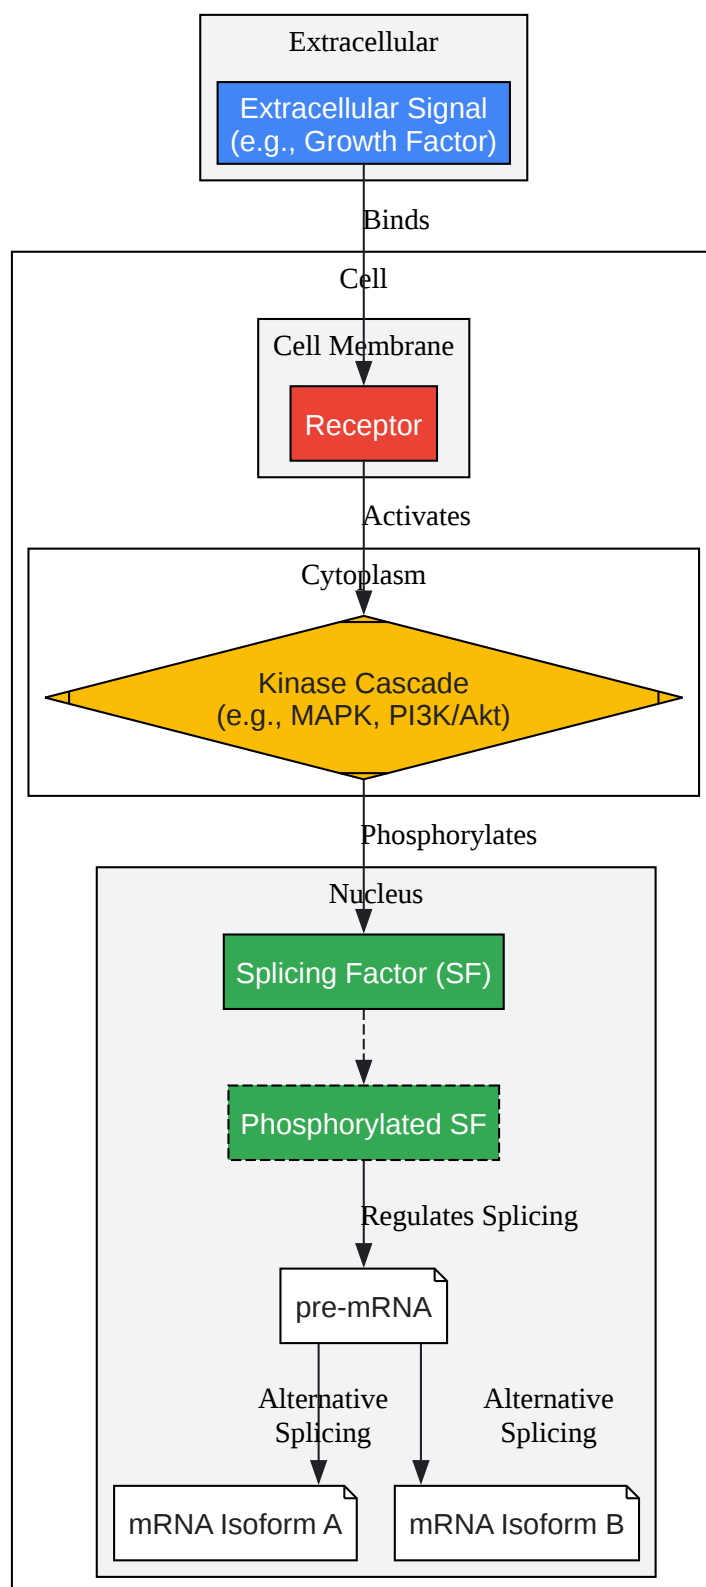 Extracellular
Extracellular Signal
(e.g., Growth Factor)
Binds
Cell
Cell Membrane
Receptor
Activates
Cytoplasm
Kinase Cascade
(e.g., MAPK, PI3K/Akt)
Phosphorylates
Nucleus
Splicing Factor (SF)
Phosphorylated SF
Regulates Splicing
pre-mRNA
Alternative
Splicing
Alternative
Splicing
mRNA Isoform A
mRNA Isoform B